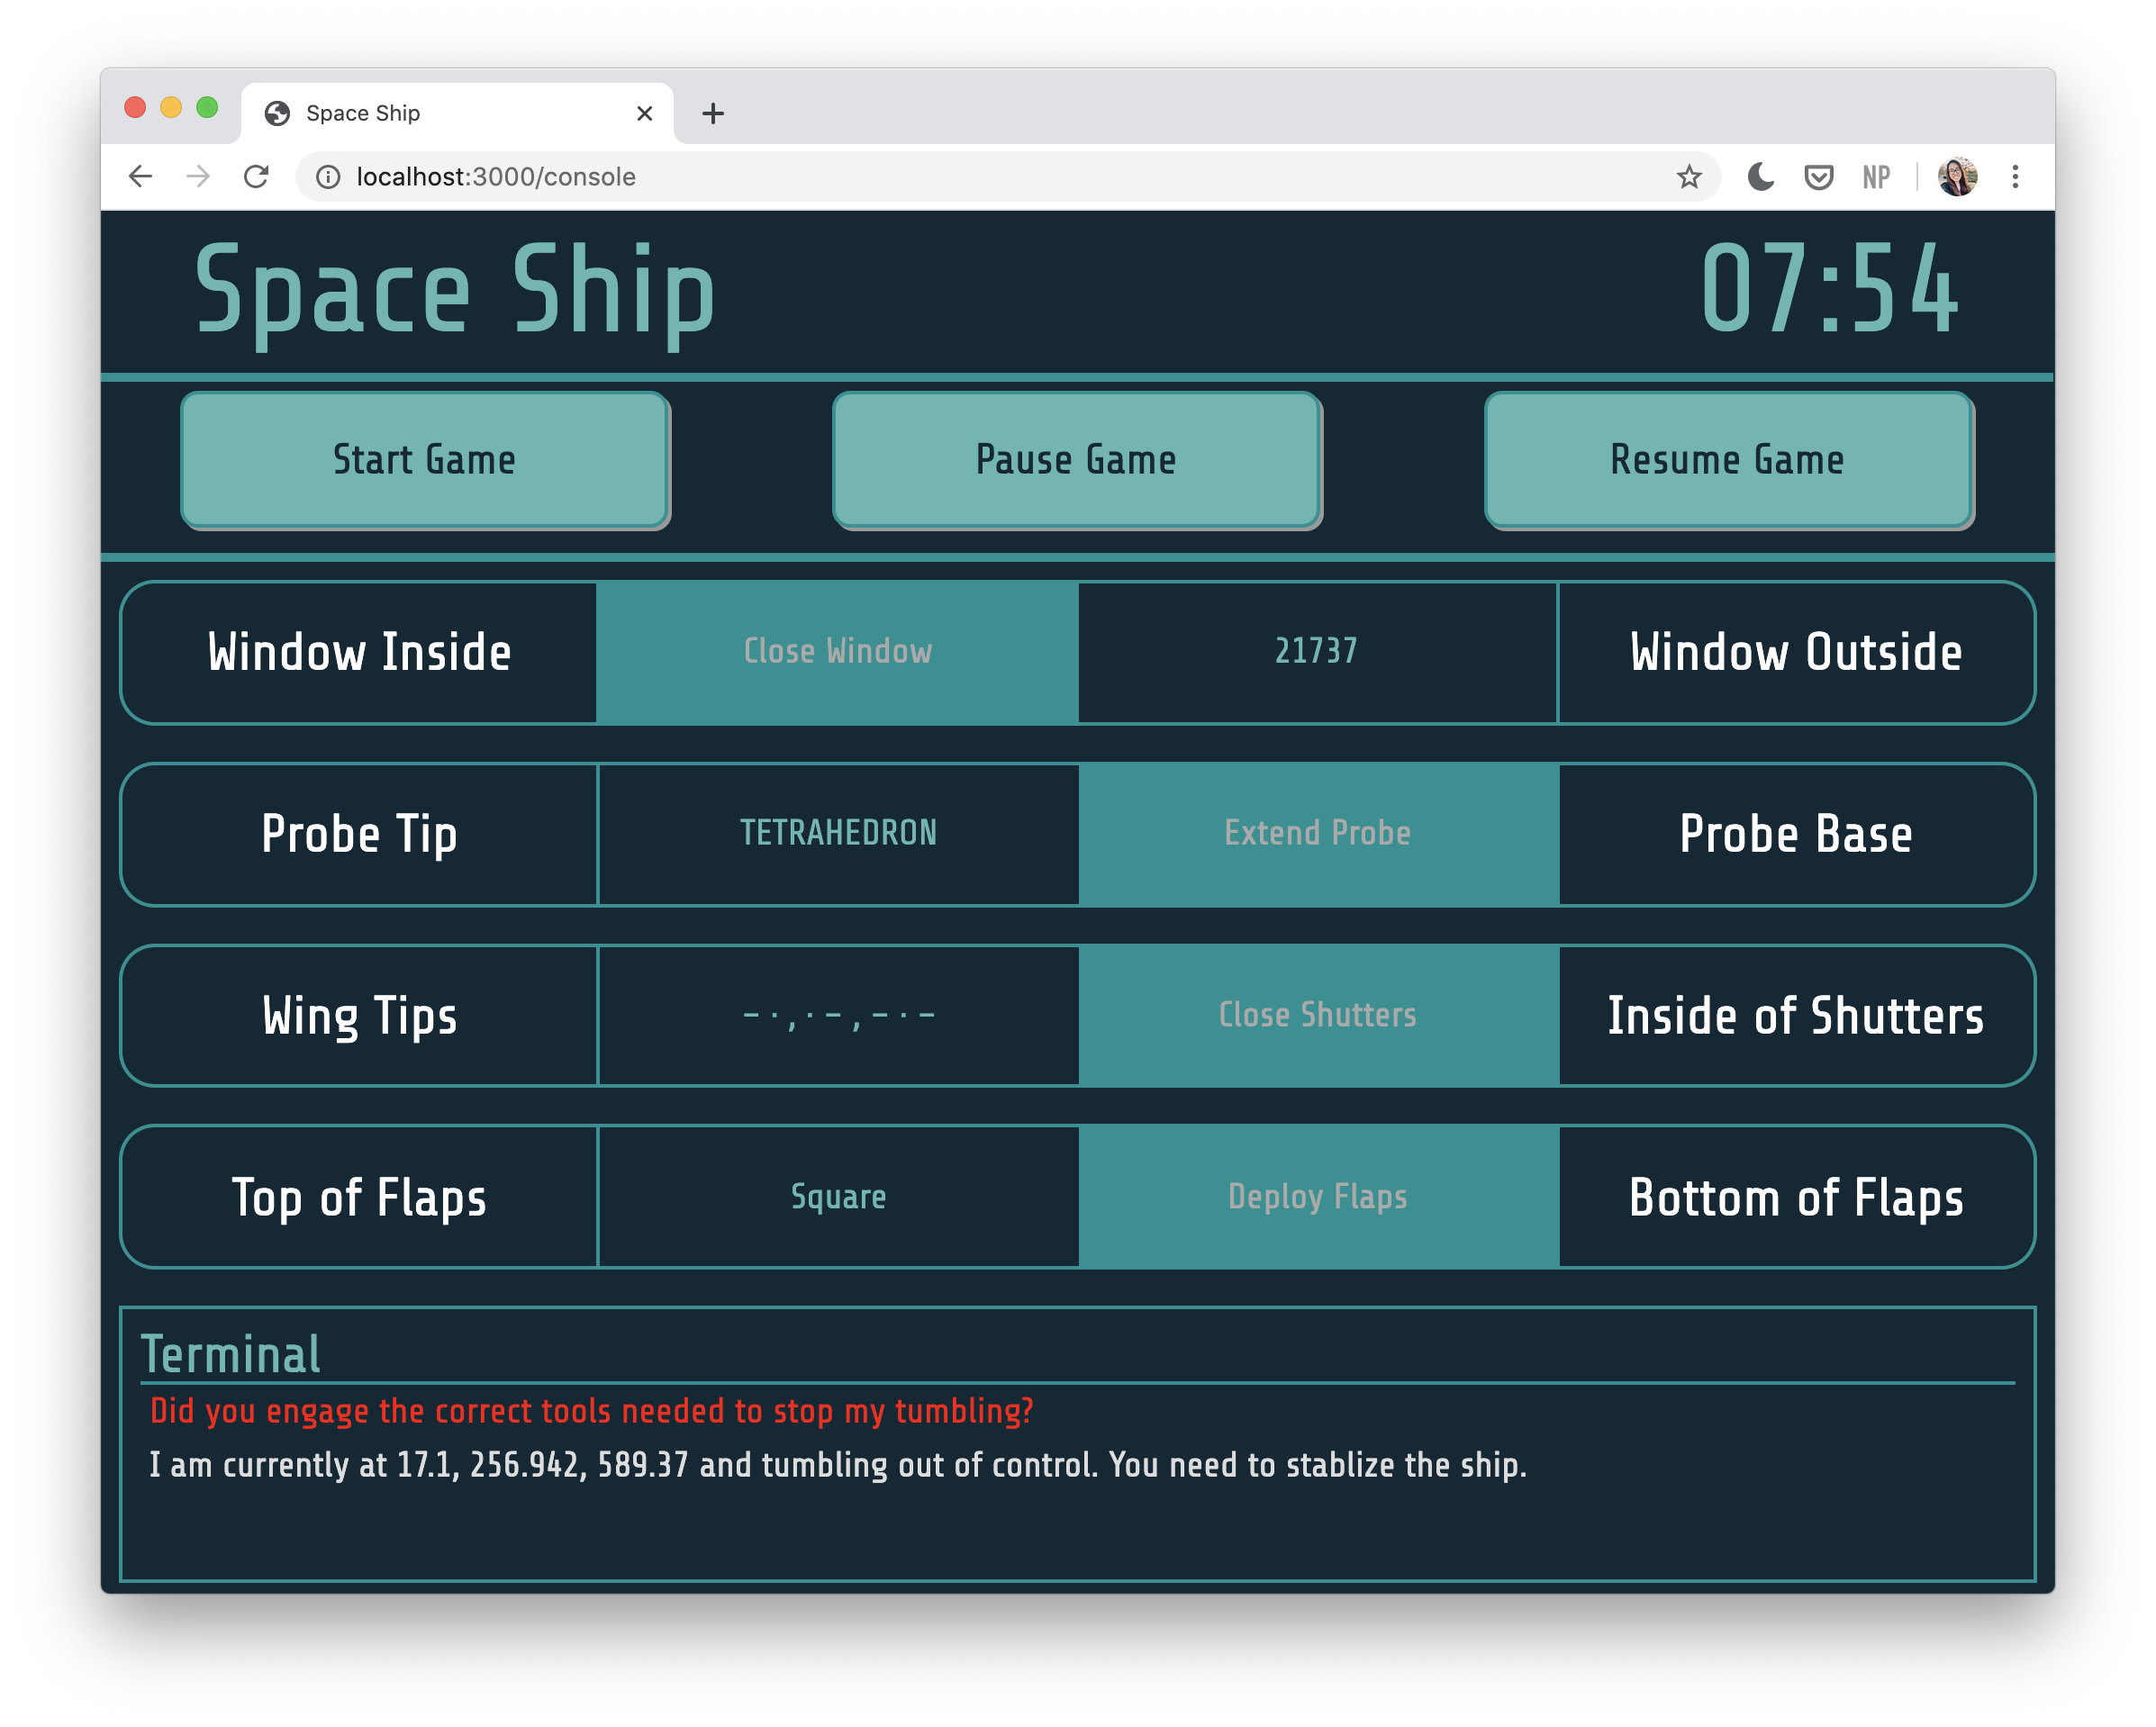 Space Ship
localhost:3000/console
NP
Space Ship
07:54
Start Game
Pause Game
Resume Game
Window Inside
Close Window
21737
Window Outside
Probe Tip
TETRAHEDRON
Extend Probe
Probe Base
Wing Tips
– · , · – , – · –
Close Shutters
Inside of Shutters
Top of Flaps
Square
Deploy Flaps
Bottom of Flaps
Terminal
Did you engage the correct tools needed to stop my tumbling?
I am currently at 17.1, 256.942, 589.37 and tumbling out of control. You need to stablize the ship.